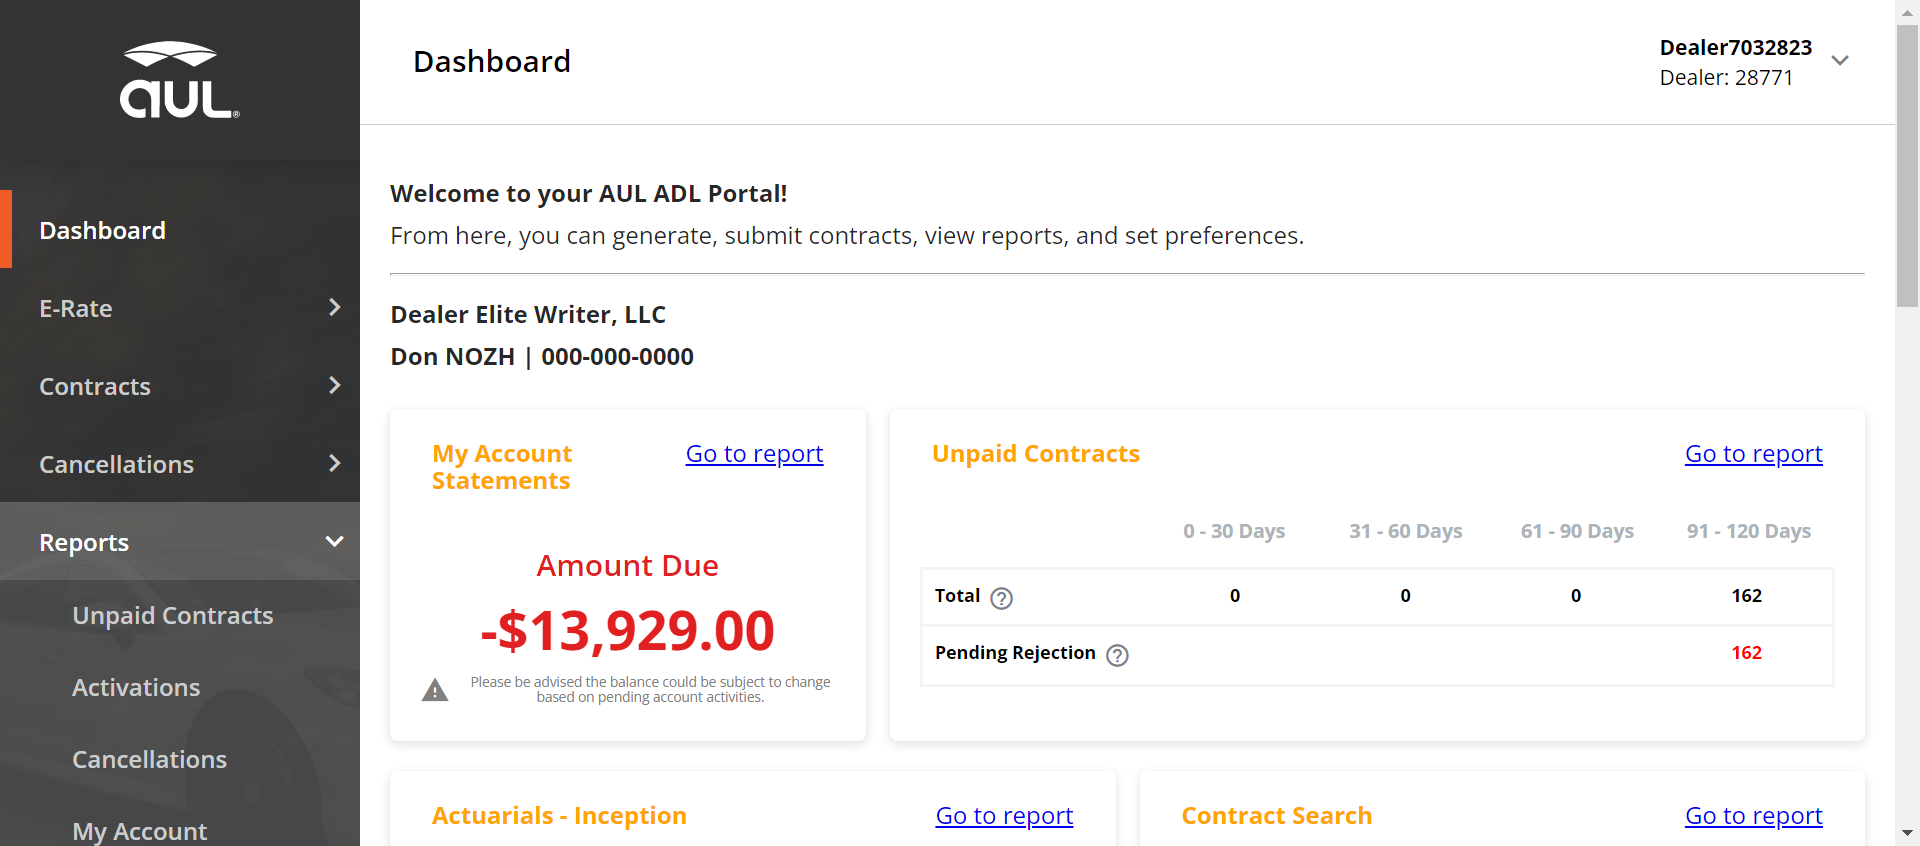 aul®
Dashboard
E-Rate
Contracts
Cancellations
Reports
Unpaid Contracts
Activations
Cancellations
My Account
Dashboard
Dealer7032823
Dealer: 28771
Welcome to your AUL ADL Portal!
From here, you can generate, submit contracts, view reports, and set preferences.
Dealer Elite Writer, LLC
Don NOZH | 000-000-0000
My Account Go to report
Statements
Amount Due
-$13,929.00
Please be advised the balance could be subject to change
based on pending account activities.
Unpaid Contracts Go to report
0 - 30 Days 31 - 60 Days 61 - 90 Days 91 - 120 Days
Total ? 0 0 0 162
Pending Rejection ? 162
Actuarials - Inception Go to report
Contract Search Go to report